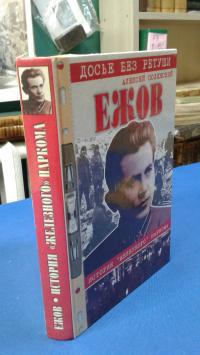 ДОСЬЕ БЕЗ РЕТУШИ
АЛЕКСЕЙ ПОЛЯНСКИЙ
ЕЖОВ
ИСТОРИЯ "ЖЕЛЕЗНОГО" НАРКОМА
ЕЖОВ • ИСТОРИЯ «ЖЕЛЕЗНОГО» НАРКОМА